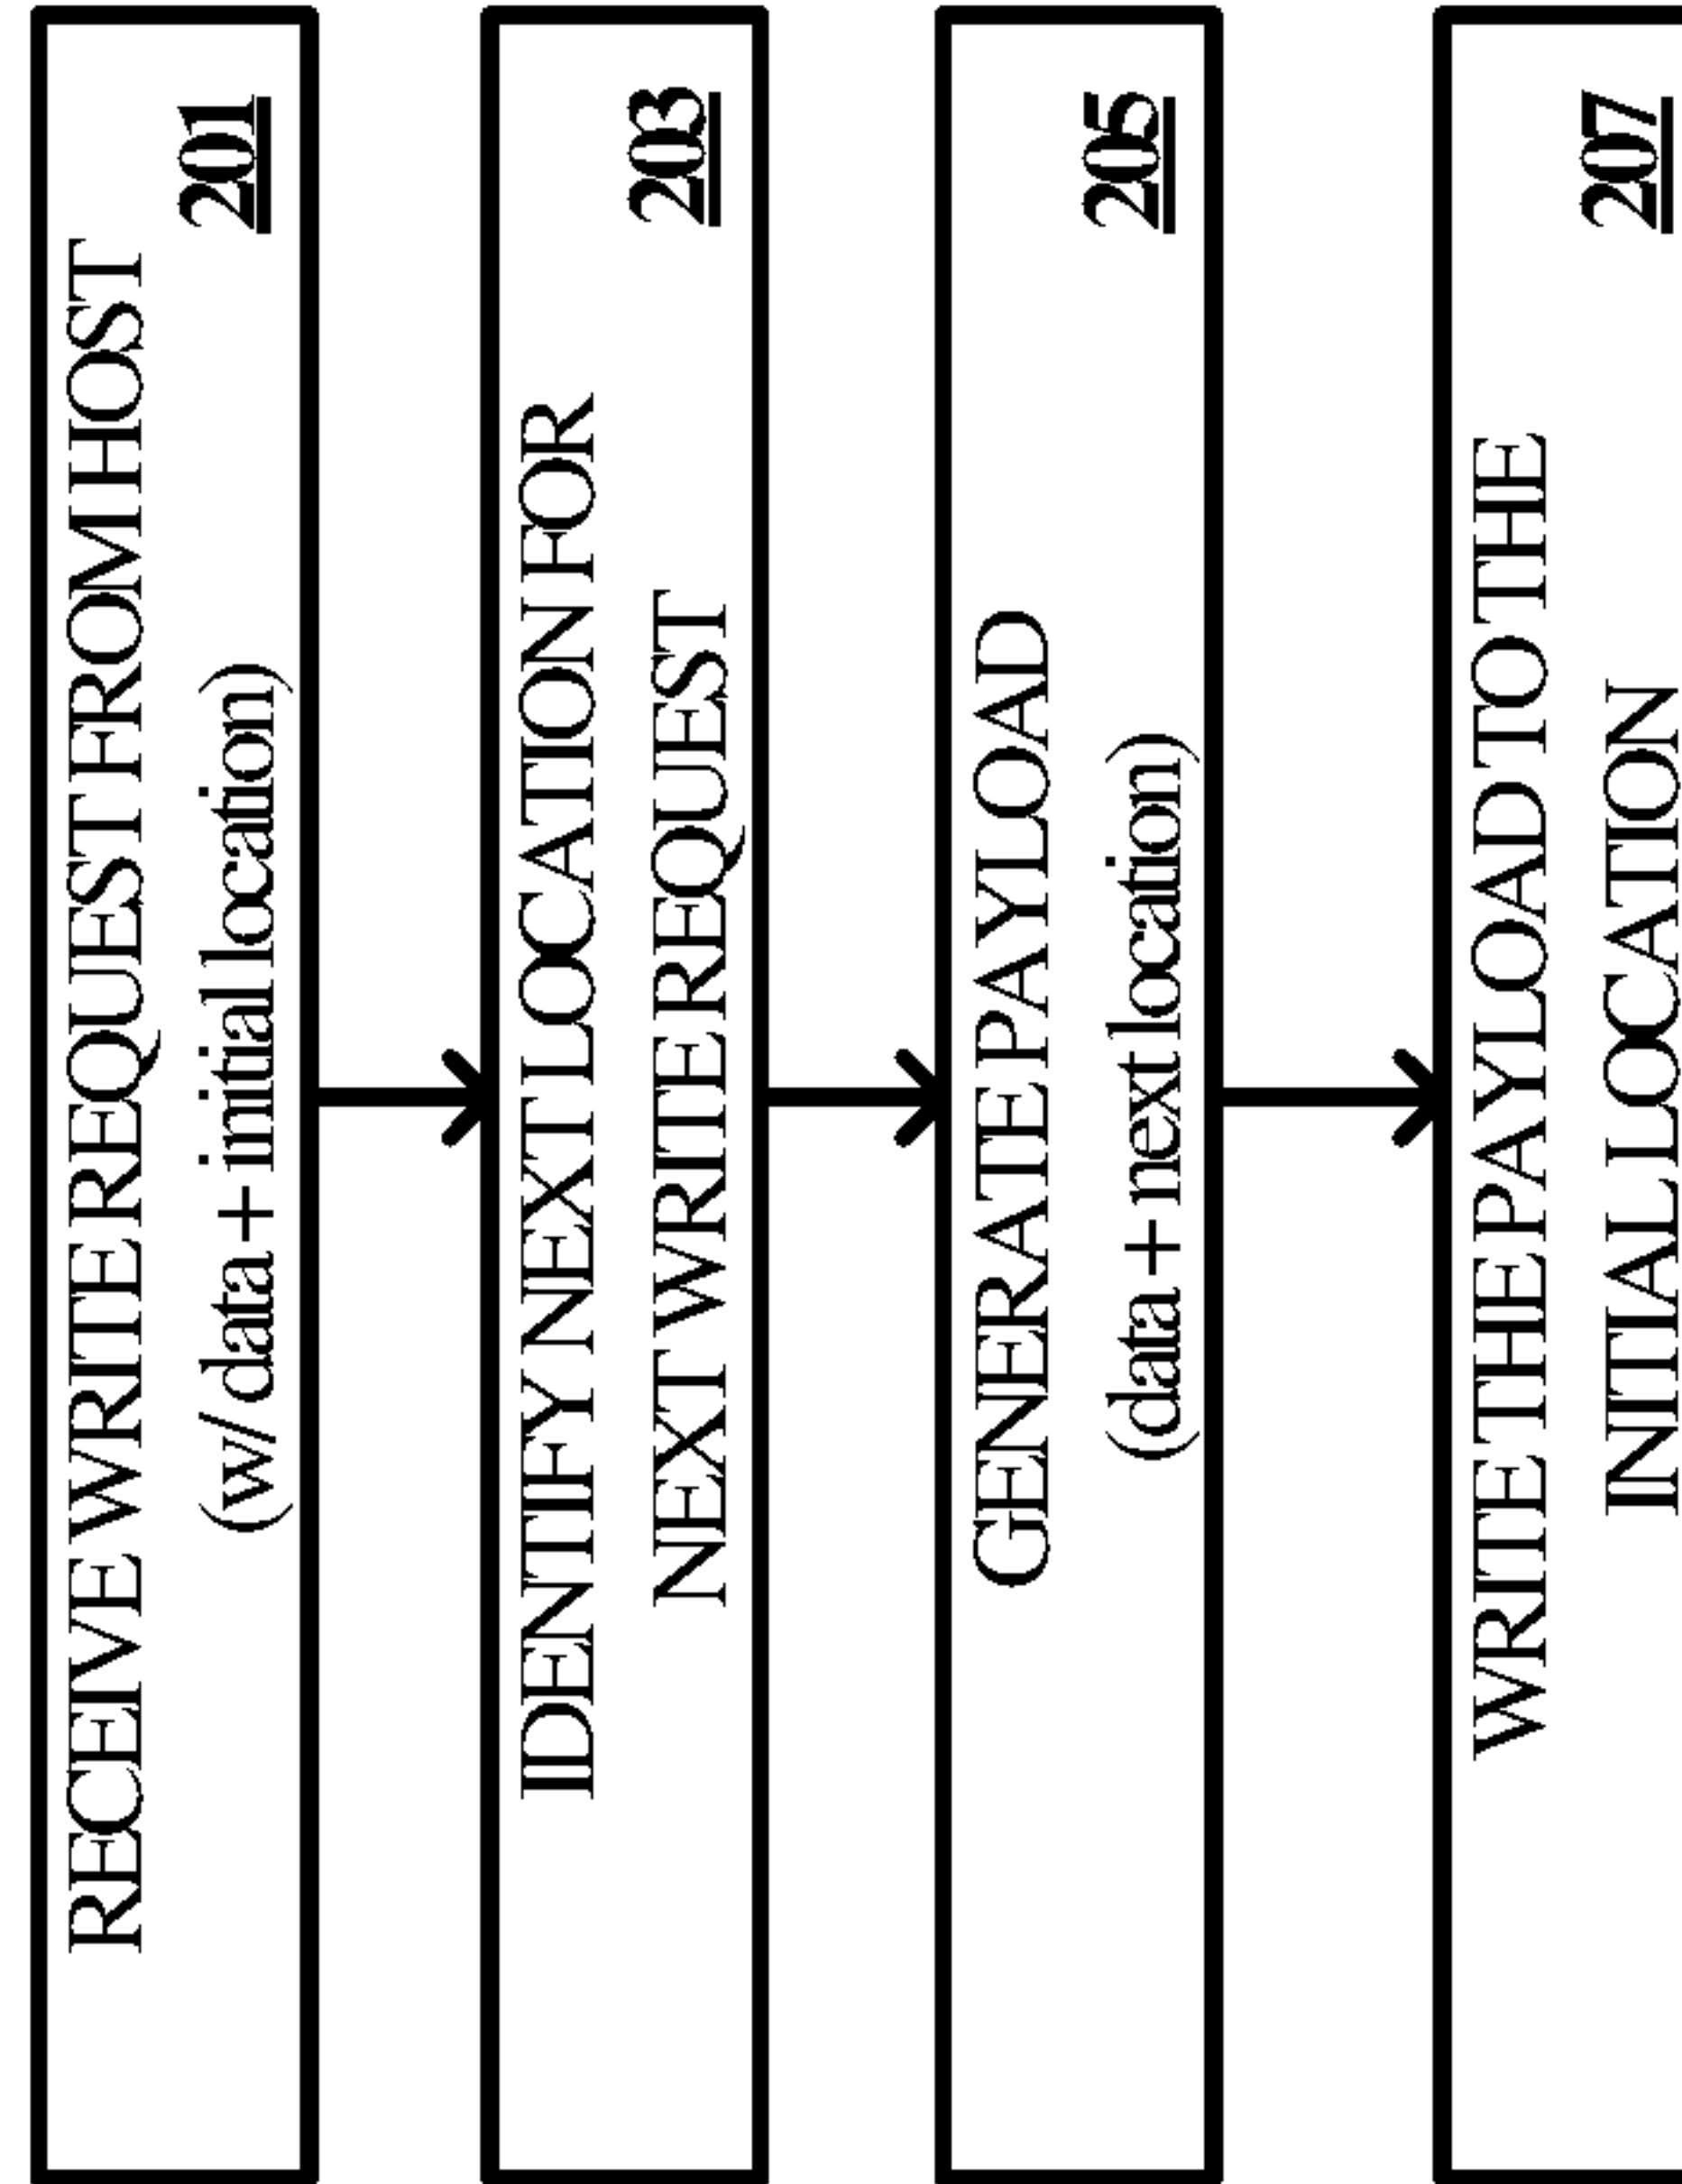 RECEIVE WRITE REQUEST FROM HOST
(w/ data + initial location)
201
IDENTIFY NEXT LOCATION FOR
NEXT WRITE REQUEST
203
GENERATE PAYLOAD
(data + next location)
205
WRITE THE PAYLOAD TO THE
INITIAL LOCATION
207